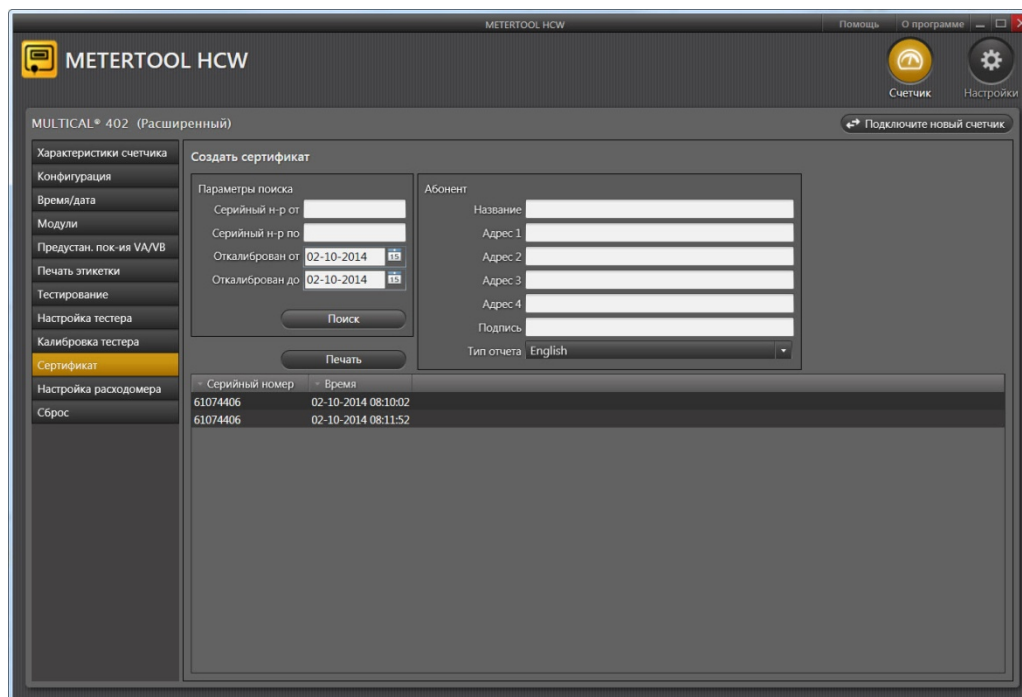 METERTOOL HCW
Помощь
О программе
METERTOOL HCW
Счетчик
Настройки
MULTICAL® 402 (Расширенный)
Подключите новый счетчик
Характеристики счетчика
Конфигурация
Время/дата
Модули
Предустан. пок-ия VA/VB
Печать этикетки
Тестирование
Настройка тестера
Калибровка тестера
Сертификат
Настройка расходомера
Сброс
Создать сертификат
Параметры поиска
Серийный н-р от
Серийный н-р по
Откалиброван от 02-10-2014 15
Откалиброван до 02-10-2014 15
Поиск
Печать
Абонент
Название
Адрес 1
Адрес 2
Адрес 3
Адрес 4
Подпись
Тип отчета English
Серийный номер Время
61074406 02-10-2014 08:10:02
61074406 02-10-2014 08:11:52